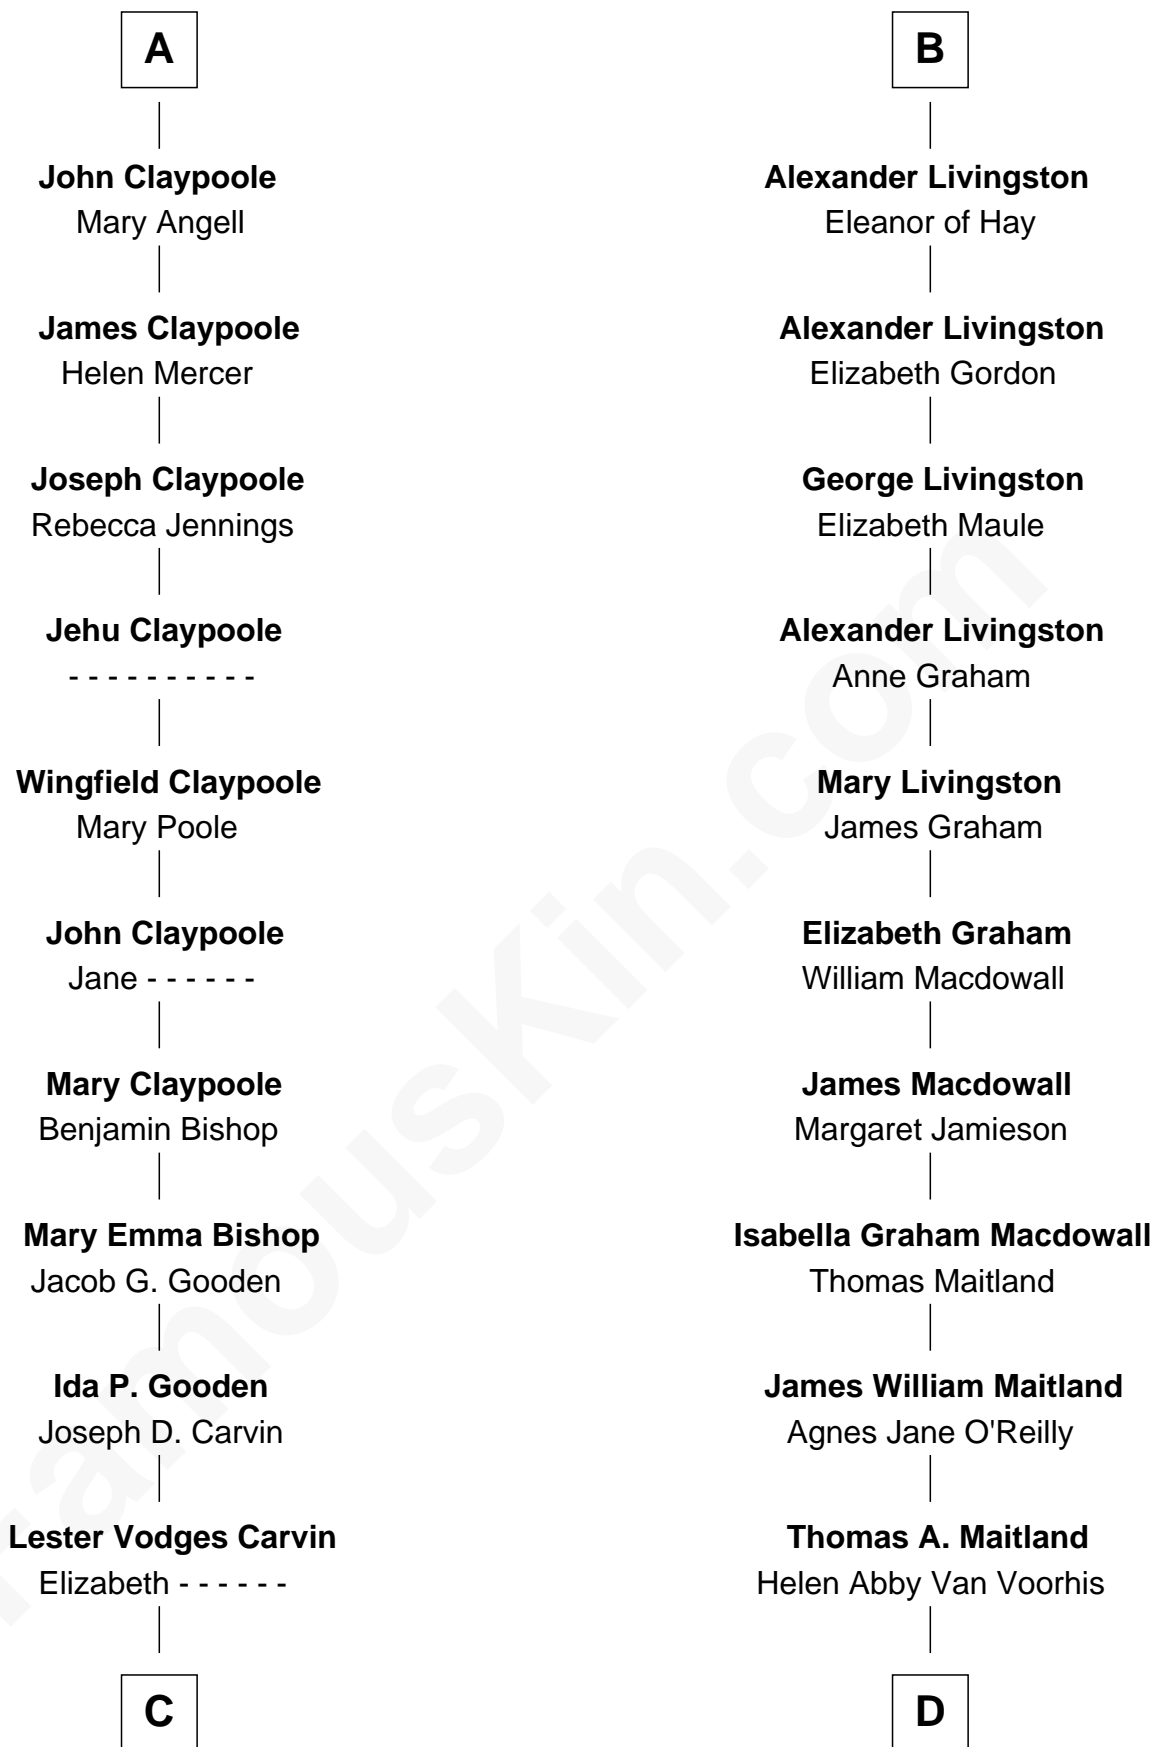 A
John Claypoole
Mary Angell
James Claypoole
Helen Mercer
Joseph Claypoole
Rebecca Jennings
Jehu Claypoole
- - - - - - - - - -
Wingfield Claypoole
Mary Poole
John Claypoole
Jane - - - - - -
Mary Claypoole
Benjamin Bishop
Mary Emma Bishop
Jacob G. Gooden
Ida P. Gooden
Joseph D. Carvin
Lester Vodges Carvin
Elizabeth - - - - - -
C
B
Alexander Livingston
Eleanor of Hay
Alexander Livingston
Elizabeth Gordon
George Livingston
Elizabeth Maule
Alexander Livingston
Anne Graham
Mary Livingston
James Graham
Elizabeth Graham
William Macdowall
James Macdowall
Margaret Jamieson
Isabella Graham Macdowall
Thomas Maitland
James William Maitland
Agnes Jane O'Reilly
Thomas A. Maitland
Helen Abby Van Voorhis
D
FamousKin.com